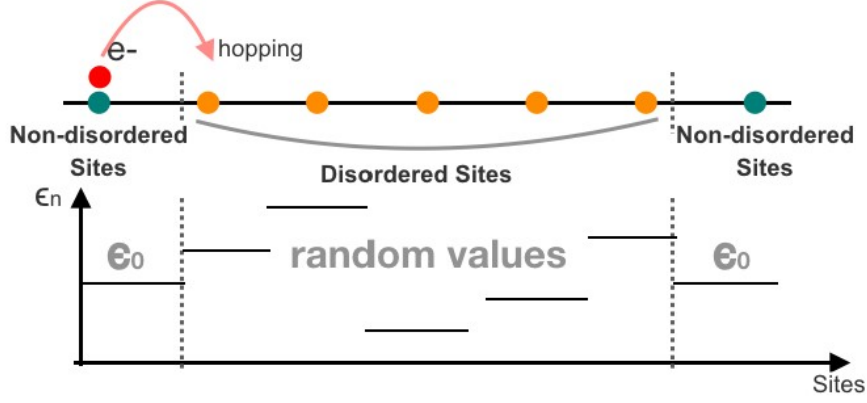 e-
hopping
Non-disordered
Sites
Non-disordered
Sites
Disordered Sites
ϵn
ϵ0
random values
ϵ0
Sites